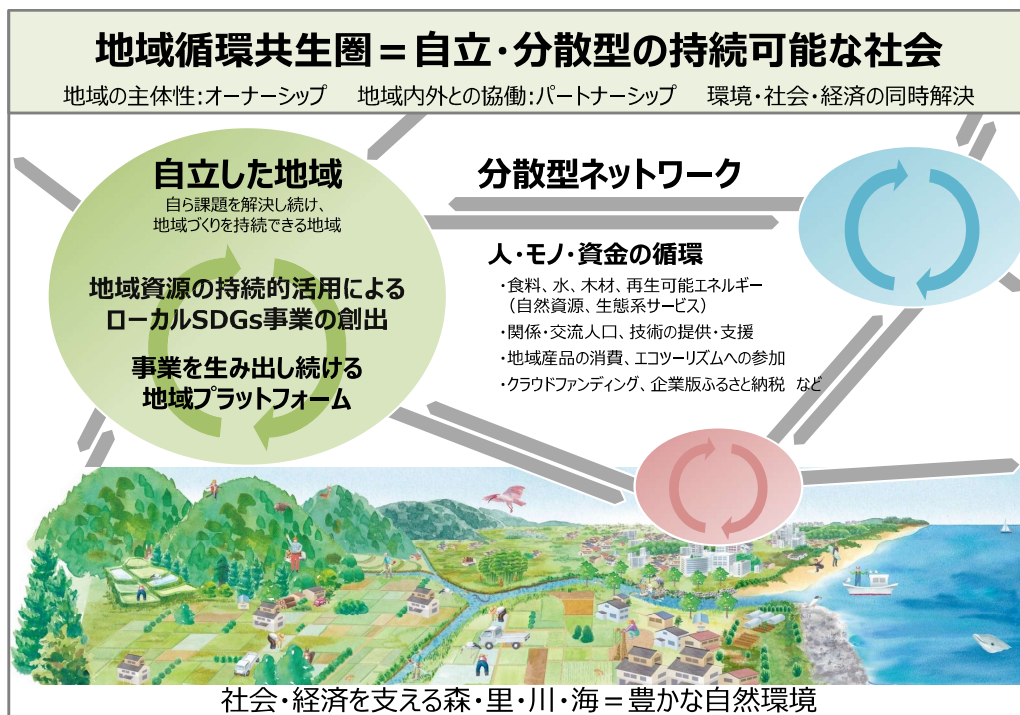 地域循環共生圏＝自立・分散型の持続可能な社会
地域の主体性:オーナーシップ　地域内外との協働:パートナーシップ　環境・社会・経済の同時解決
自立した地域
自ら課題を解決し続け、
地域づくりを持続できる地域
地域資源の持続的活用による
ローカルSDGs事業の創出
事業を生み出し続ける
地域プラットフォーム
分散型ネットワーク
人・モノ・資金の循環
・食料、水、木材、再生可能エネルギー
（自然資源、生態系サービス）
・関係・交流人口、技術の提供・支援
・地域産品の消費、エコツーリズムへの参加
・クラウドファンディング、企業版ふるさと納税　など
社会・経済を支える森・里・川・海＝豊かな自然環境